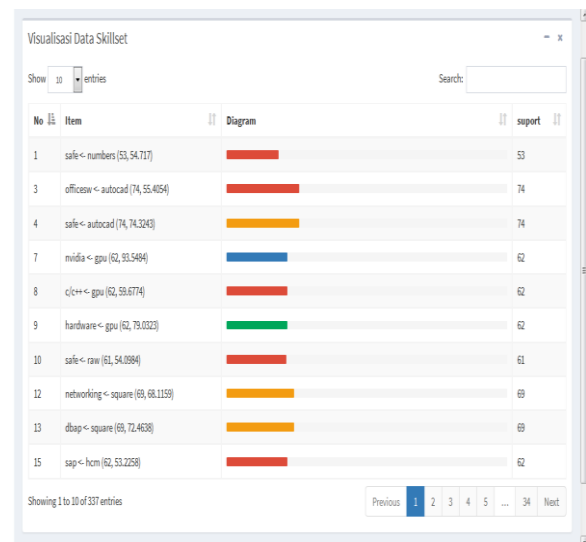 Visualisasi Data Skillset - x
Show 10 entries Search:
No Item Diagram suport
1 safe <- numbers (53, 54.717) 53
3 officesw <- autocad (74, 55.4054) 74
4 safe <- autocad (74, 74.3243) 74
7 nvidia <- gpu (62, 93.5484) 62
8 c/c++ <- gpu (62, 59.6774) 62
9 hardware <- gpu (62, 79.0323) 62
10 safe <- raw (61, 54.0984) 61
12 networking <- square (69, 68.1159) 69
13 dbap <- square (69, 72.4638) 69
15 sap <- hcm (62, 53.2258) 62
Showing 1 to 10 of 337 entries Previous 1 2 3 4 5 ... 34 Next